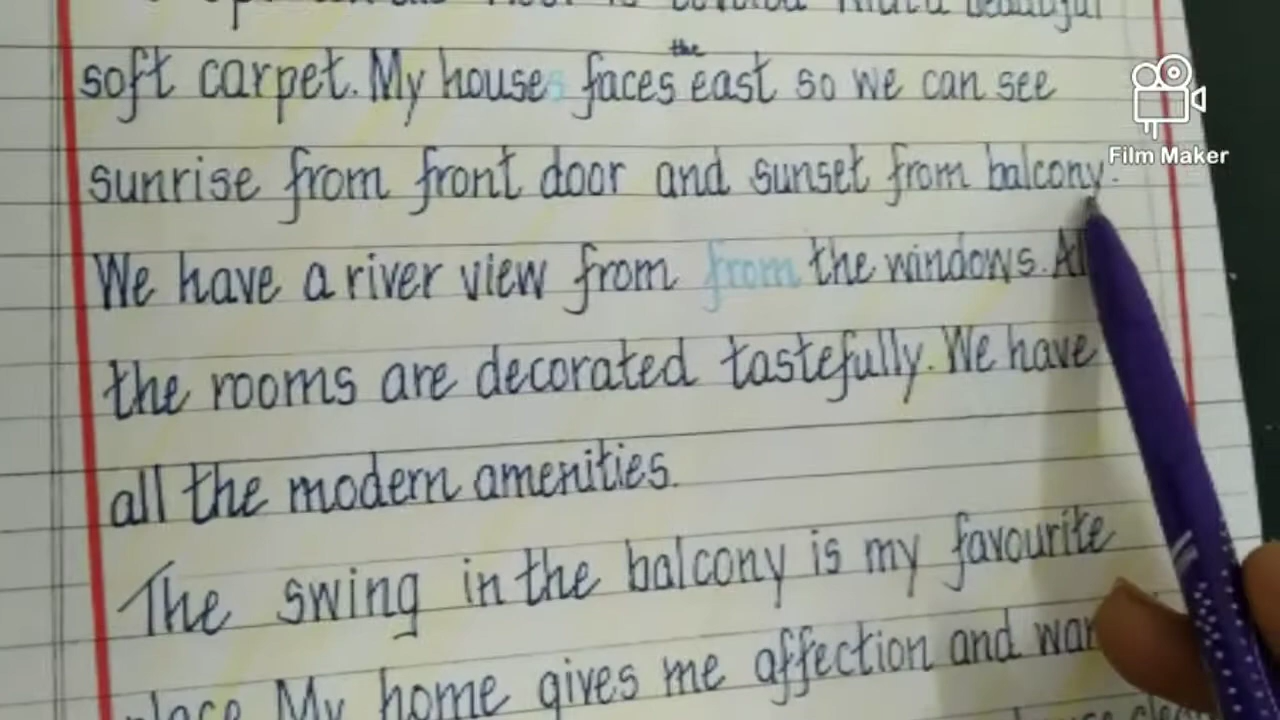 beautiful
soft carpet. My house faces the east so we can see
sunrise from front door and sunset from balcony.
We have a river view from from the windows. All
the rooms are decorated tastefully. We have
all the modern amenities.
The swing in the balcony is my favourite
place. My home gives me affection and
Film Maker